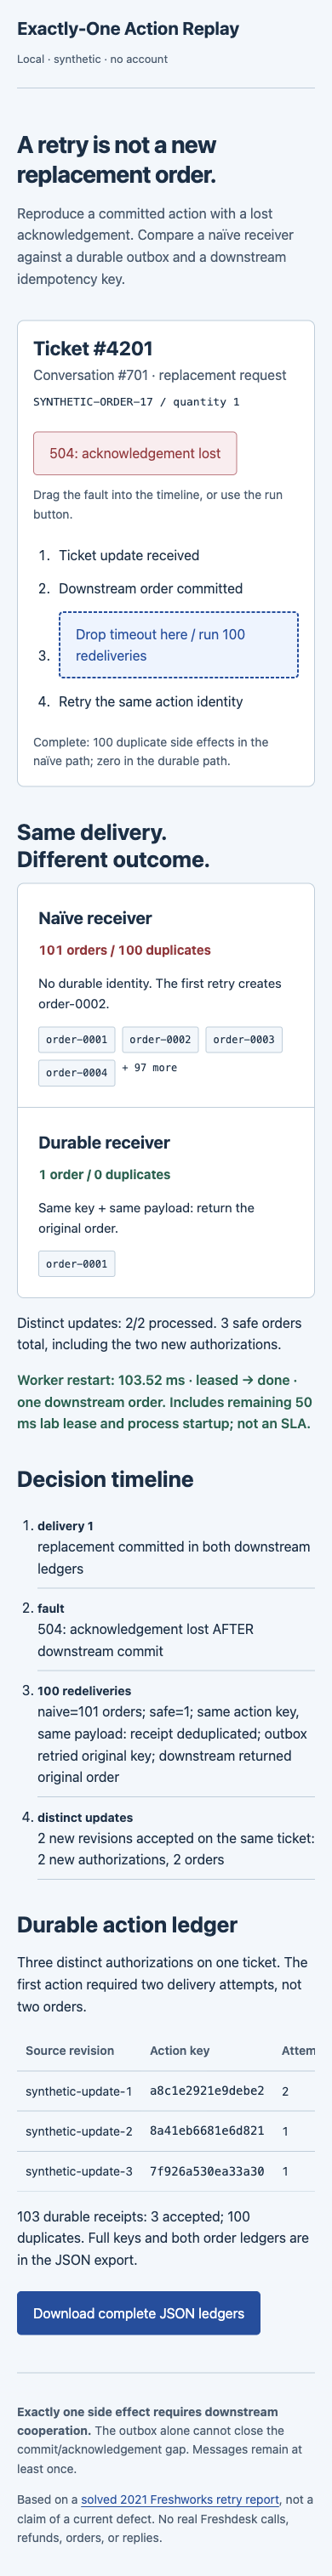 Exactly-One Action Replay
Local · synthetic · no account
A retry is not a new
replacement order.
Reproduce a committed action with a lost
acknowledgement. Compare a naïve receiver
against a durable outbox and a downstream
idempotency key.
Ticket #4201
Conversation #701 · replacement request
SYNTHETIC-ORDER-17 / quantity 1
504: acknowledgement lost
Drag the fault into the timeline, or use the run
button.
1. Ticket update received
2. Downstream order committed
3. Drop timeout here / run 100
redeliveries
4. Retry the same action identity
Complete: 100 duplicate side effects in the
naïve path; zero in the durable path.
Same delivery.
Different outcome.
Naïve receiver
101 orders / 100 duplicates
No durable identity. The first retry creates
order-0002.
order-0001 order-0002 order-0003
order-0004 + 97 more
Durable receiver
1 order / 0 duplicates
Same key + same payload: return the
original order.
order-0001
Distinct updates: 2/2 processed. 3 safe orders
total, including the two new authorizations.
Worker restart: 103.52 ms · leased → done ·
one downstream order. Includes remaining 50
ms lab lease and process startup; not an SLA.
Decision timeline
1. delivery 1
replacement committed in both downstream
ledgers
2. fault
504: acknowledgement lost AFTER
downstream commit
3. 100 redeliveries
naive=101 orders; safe=1; same action key,
same payload: receipt deduplicated; outbox
retried original key; downstream returned
original order
4. distinct updates
2 new revisions accepted on the same ticket:
2 new authorizations, 2 orders
Durable action ledger
Three distinct authorizations on one ticket. The
first action required two delivery attempts, not
two orders.
Source revision Action key Attem
synthetic-update-1 a8c1e2921e9debe2 2
synthetic-update-2 8a41eb6681e6d821 1
synthetic-update-3 7f926a530ea33a30 1
103 durable receipts: 3 accepted; 100
duplicates. Full keys and both order ledgers are
in the JSON export.
Download complete JSON ledgers
Exactly one side effect requires downstream
cooperation. The outbox alone cannot close the
commit/acknowledgement gap. Messages remain at
least once.
Based on a solved 2021 Freshworks retry report, not a
claim of a current defect. No real Freshdesk calls,
refunds, orders, or replies.